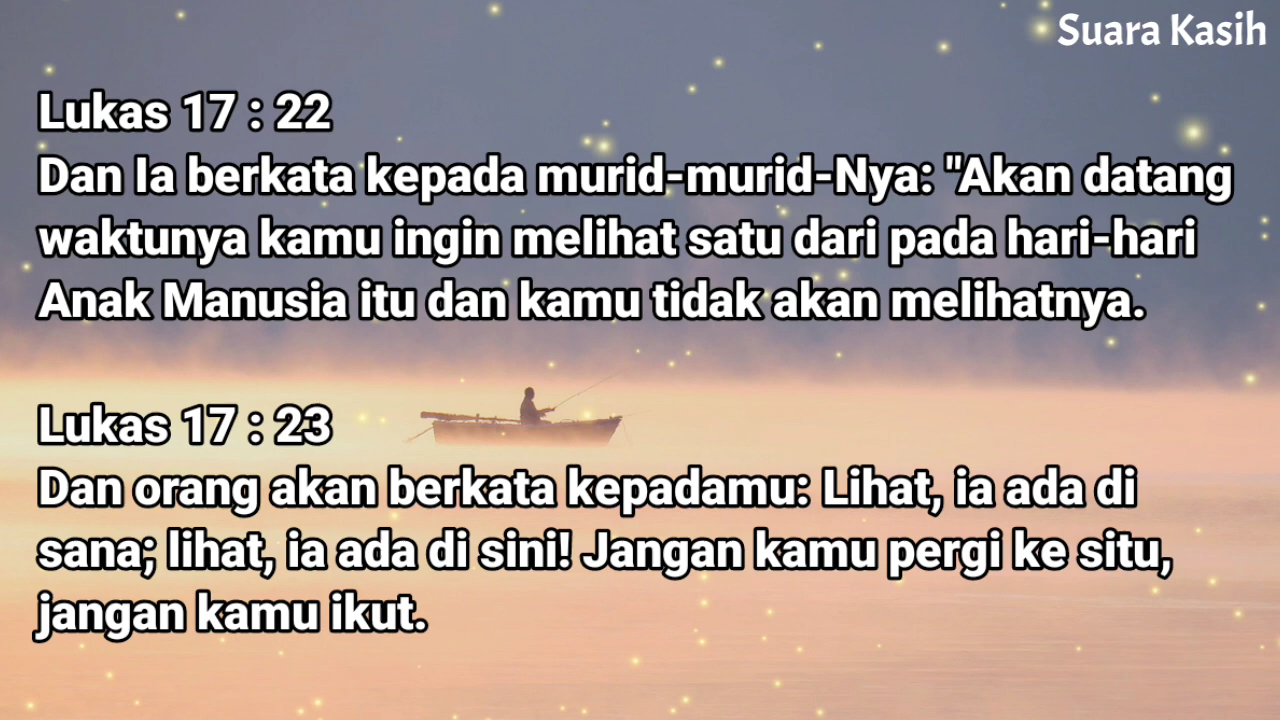 Suara Kasih
Lukas 17 : 22
Dan Ia berkata kepada murid-murid-Nya: "Akan datang
waktunya kamu ingin melihat satu dari pada hari-hari
Anak Manusia itu dan kamu tidak akan melihatnya.
Lukas 17 : 23
Dan orang akan berkata kepadamu: Lihat, ia ada di
sana; lihat, ia ada di sini! Jangan kamu pergi ke situ,
jangan kamu ikut.